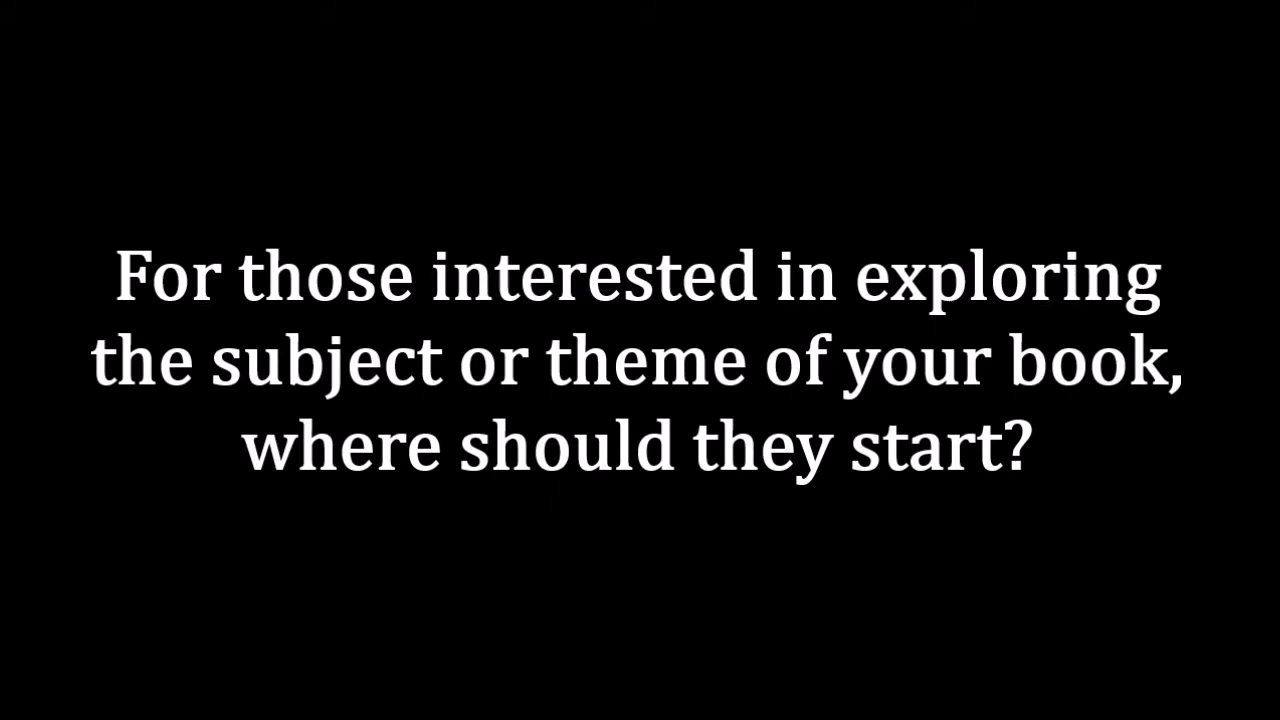 For those interested in exploring
the subject or theme of your book,
where should they start?